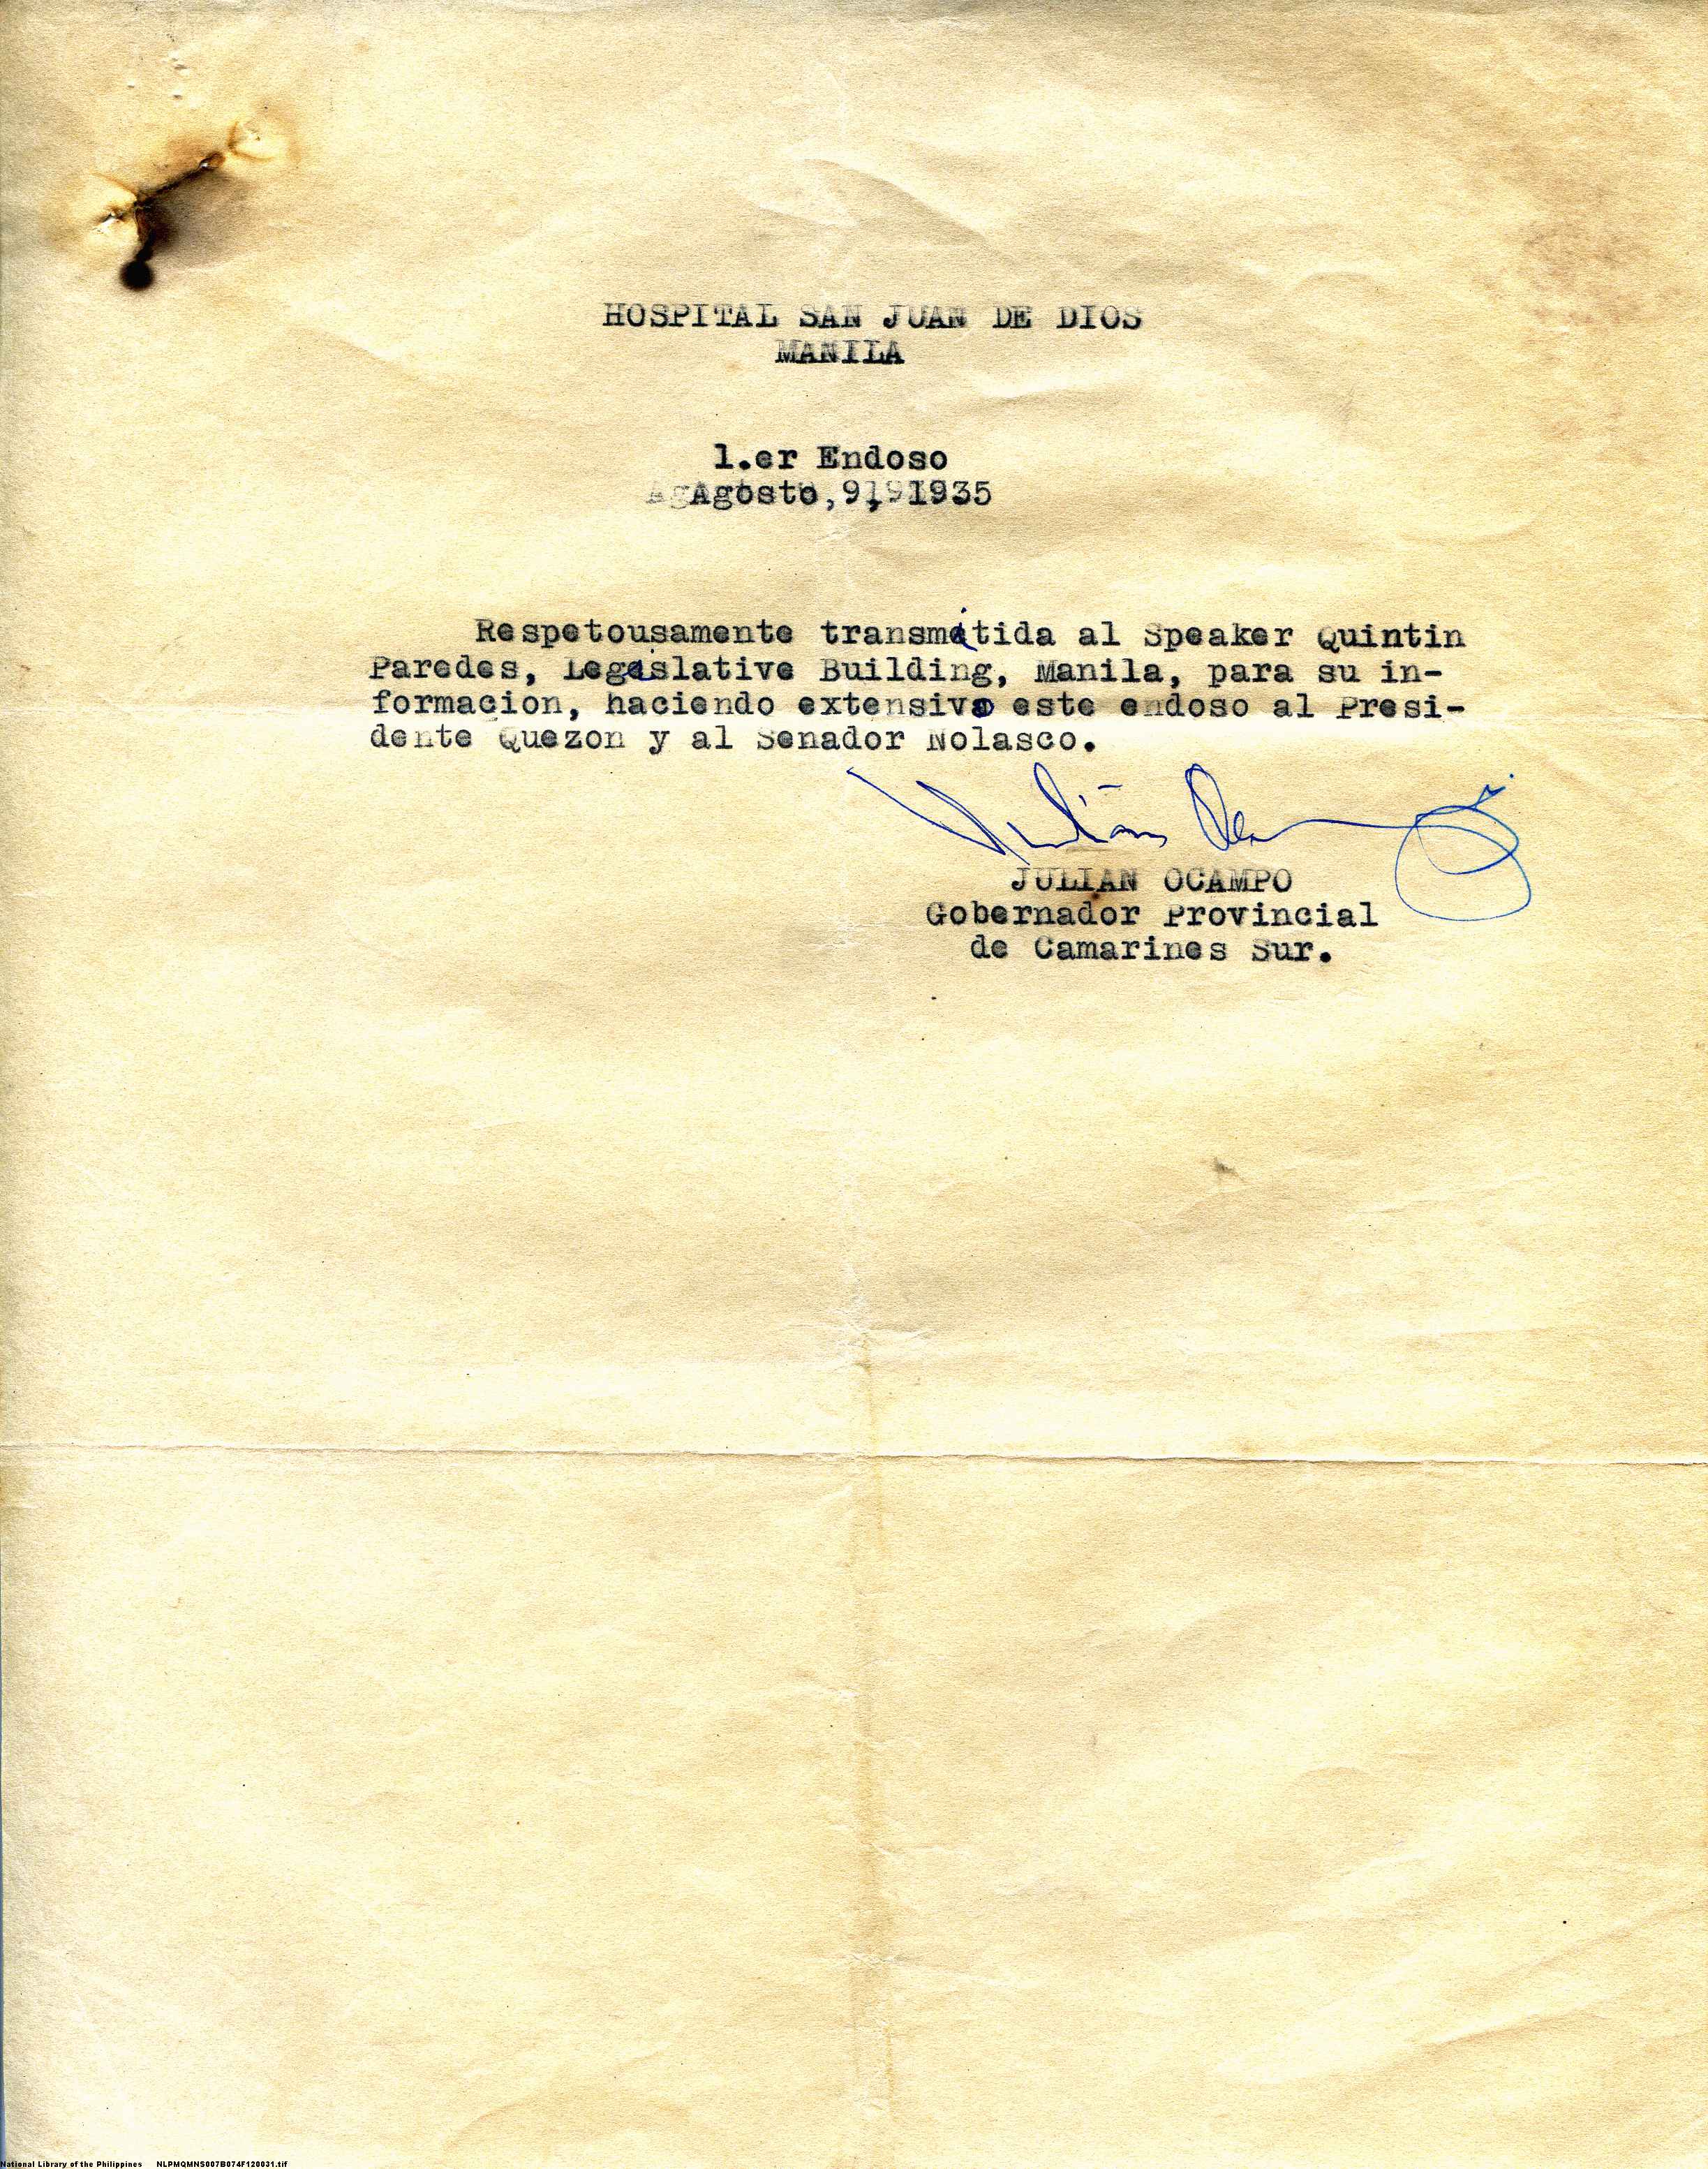 HOSPITAL SAN JUAN DE DIOS
MANILA
1.er Endoso
Agosto, 9, 1935
Respetousamente transmitida al Speaker Quintin
Paredes, Legislative Building, Manila, para su in-
formacion, haciendo extensivo este endoso al Presi-
dente Quezon y al Senador Nolasco.
JULIAN OCAMPO
Gobernador Provincial
de Camarines Sur.
National Library of the Philippines NLPMQMNS007B074F120031.tif